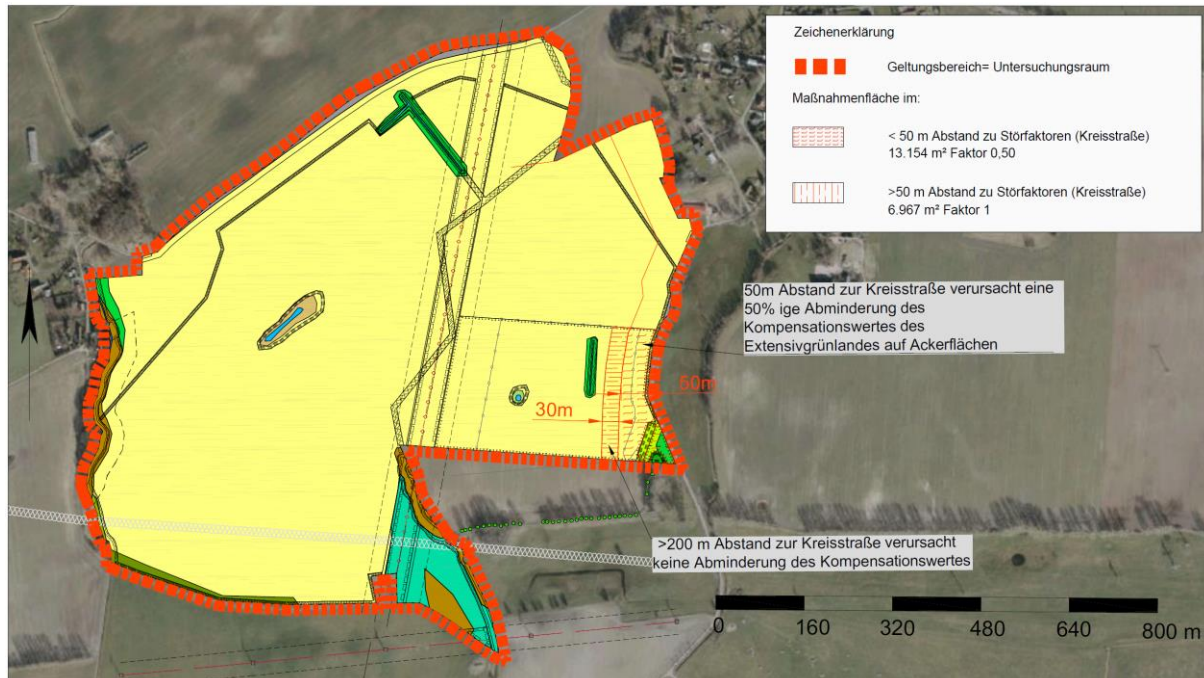 Zeichenerklärung
Geltungsbereich= Untersuchungsraum
Maßnahmenfläche im:
< 50 m Abstand zu Störfaktoren (Kreisstraße)
13.154 m² Faktor 0,50
>50 m Abstand zu Störfaktoren (Kreisstraße)
6.967 m² Faktor 1
50m Abstand zur Kreisstraße verursacht eine
50% ige Abminderung des
Kompensationswertes des
Extensivgrünlandes auf Ackerflächen
50m
30m
>200 m Abstand zur Kreisstraße verursacht
keine Abminderung des Kompensationswertes
0 160 320 480 640 800 m